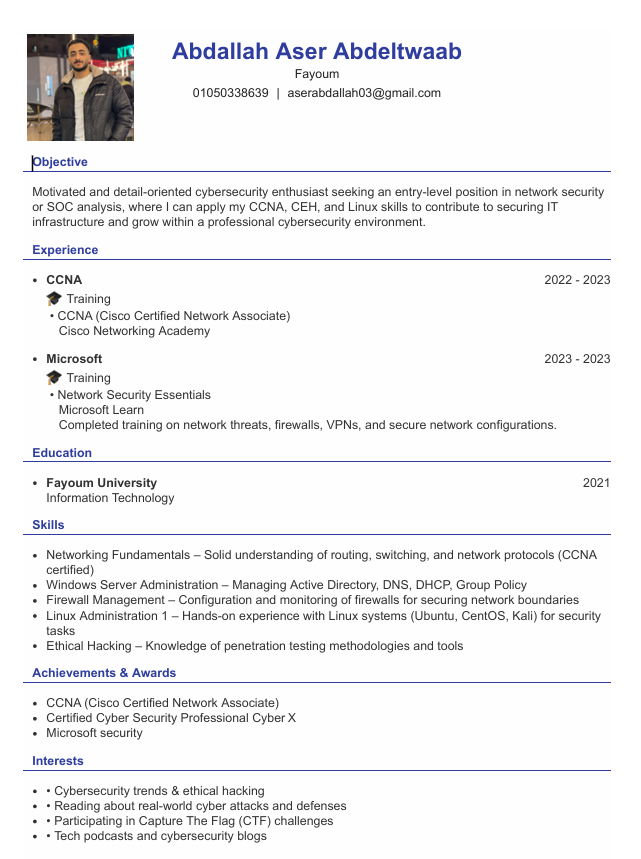 Abdallah Aser Abdeltwaab
Fayoum
01050338639 | aserabdallah03@gmail.com
Objective
Motivated and detail-oriented cybersecurity enthusiast seeking an entry-level position in network security
or SOC analysis, where I can apply my CCNA, CEH, and Linux skills to contribute to securing IT
infrastructure and grow within a professional cybersecurity environment.
Experience
• CCNA 2022 - 2023
🎓 Training
• CCNA (Cisco Certified Network Associate)
Cisco Networking Academy
• Microsoft 2023 - 2023
🎓 Training
• Network Security Essentials
Microsoft Learn
Completed training on network threats, firewalls, VPNs, and secure network configurations.
Education
• Fayoum University 2021
Information Technology
Skills
• Networking Fundamentals – Solid understanding of routing, switching, and network protocols (CCNA
certified)
• Windows Server Administration – Managing Active Directory, DNS, DHCP, Group Policy
• Firewall Management – Configuration and monitoring of firewalls for securing network boundaries
• Linux Administration 1 – Hands-on experience with Linux systems (Ubuntu, CentOS, Kali) for security
tasks
• Ethical Hacking – Knowledge of penetration testing methodologies and tools
Achievements & Awards
• CCNA (Cisco Certified Network Associate)
• Certified Cyber Security Professional Cyber X
• Microsoft security
Interests
• • Cybersecurity trends & ethical hacking
• • Reading about real-world cyber attacks and defenses
• • Participating in Capture The Flag (CTF) challenges
• • Tech podcasts and cybersecurity blogs